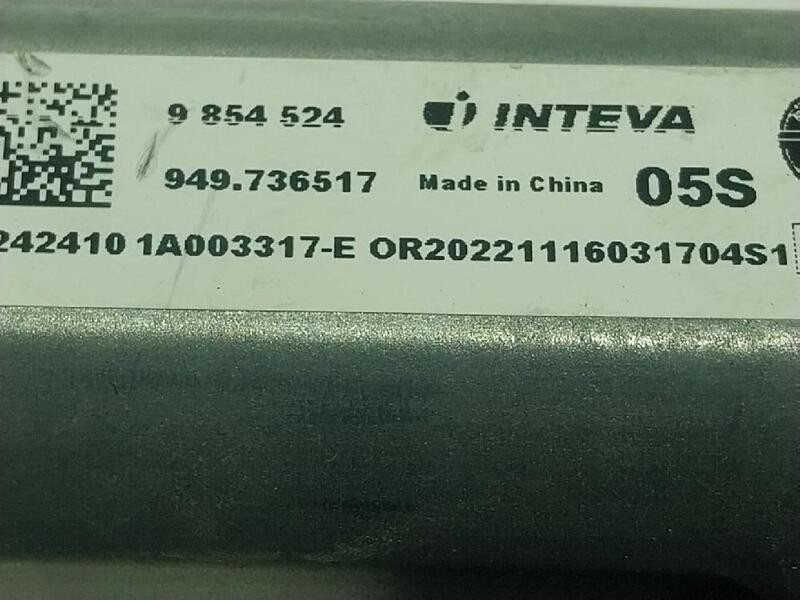 9 854 524 INTEVA
949.736517 Made in China 05S
242410 1A003317-E OR20221116031704S1